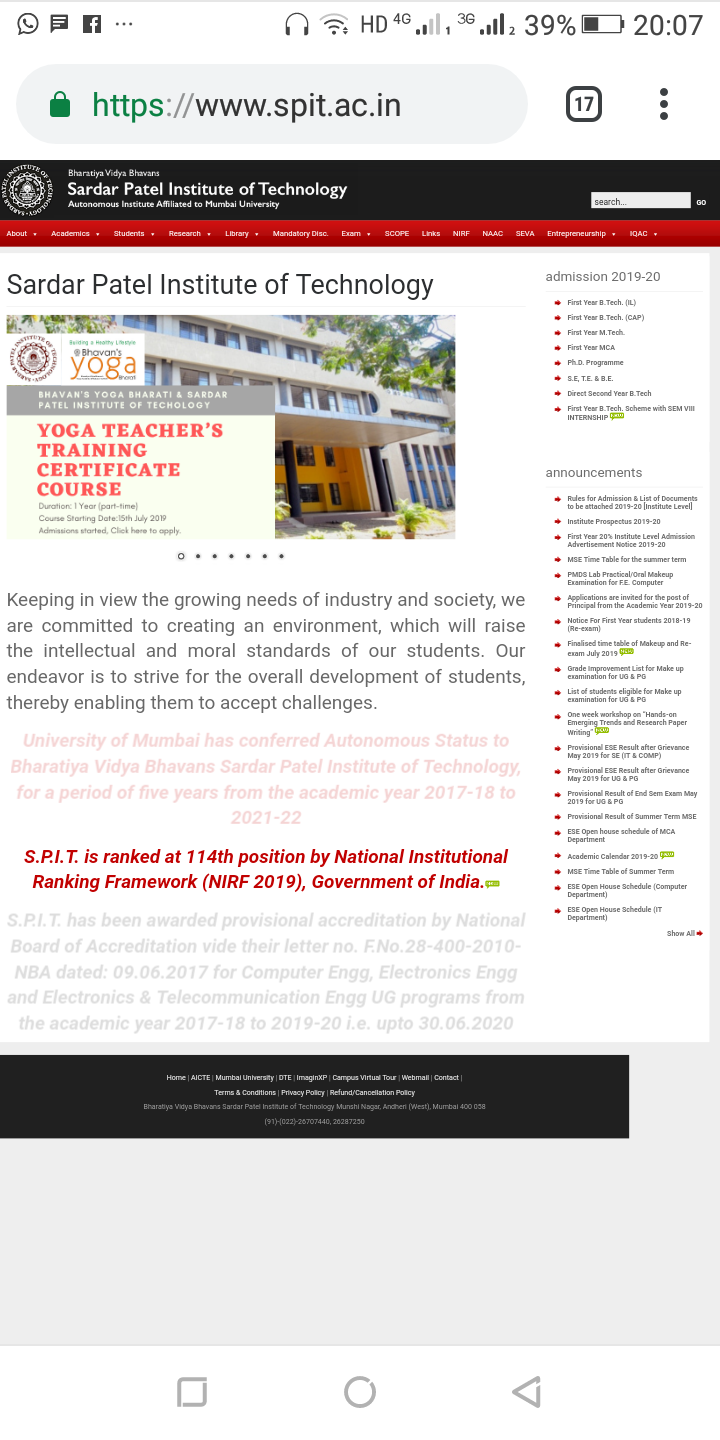 HD 4G 1 3G 2 39% 20:07
https://www.spit.ac.in
17
Bharatiya Vidya Bhavans
Sardar Patel Institute of Technology
Autonomous Institute Affiliated to Mumbai University
search... GO
About Academics Students Research Library Mandatory Disc. Exam SCOPE Links NIRF NAAC SEVA Entrepreneurship IQAC
Sardar Patel Institute of Technology
Building a Healthy Lifestyle
Bhavan's
yoga
Bharati
BHAVAN'S YOGA BHARATI & SARDAR
PATEL INSTITUTE OF TECHOLOGY
YOGA TEACHER'S
TRAINING
CERTIFICATE
COURSE
Duration: 1 Year (part-time)
Course Starting Date:15th July 2019
Admissions started, Click here to apply.
Keeping in view the growing needs of industry and society, we
are committed to creating an environment, which will raise
the intellectual and moral standards of our students. Our
endeavor is to strive for the overall development of students,
thereby enabling them to accept challenges.
University of Mumbai has conferred Autonomous Status to
Bharatiya Vidya Bhavans Sardar Patel Institute of Technology,
for a period of five years from the academic year 2017-18 to
2021-22
S.P.I.T. is ranked at 114th position by National Institutional
Ranking Framework (NIRF 2019), Government of India.
S.P.I.T. has been awarded provisional accreditation by National
Board of Accreditation vide their letter no. F.No.28-400-2010-
NBA dated: 09.06.2017 for Computer Engg, Electronics Engg
and Electronics & Telecommunication Engg UG programs from
the academic year 2017-18 to 2019-20 i.e. upto 30.06.2020
admission 2019-20
First Year B.Tech. (IL)
First Year B.Tech. (CAP)
First Year M.Tech.
First Year MCA
Ph.D. Programme
S.E, T.E. & B.E.
Direct Second Year B.Tech
First Year B.Tech. Scheme with SEM VIII
INTERNSHIP NEW
announcements
Rules for Admission & List of Documents
to be attached 2019-20 [Institute Level]
Institute Prospectus 2019-20
First Year 20% Institute Level Admission
Advertisement Notice 2019-20
MSE Time Table for the summer term
PMDS Lab Practical/Oral Makeup
Examination for F.E. Computer
Applications are invited for the post of
Principal from the Academic Year 2019-20
Notice For First Year students 2018-19
(Re-exam)
Finalised time table of Makeup and Re-
exam July 2019 NEW
Grade Improvement List for Make up
examination for UG & PG
List of students eligible for Make up
examination for UG & PG
One week workshop on "Hands-on
Emerging Trends and Research Paper
Writing" NEW
Provisional ESE Result after Grievance
May 2019 for SE (IT & COMP)
Provisional ESE Result after Grievance
May 2019 for UG & PG
Provisional Result of End Sem Exam May
2019 for UG & PG
Provisional Result of Summer Term MSE
ESE Open house schedule of MCA
Department
Academic Calendar 2019-20 NEW
MSE Time Table of Summer Term
ESE Open House Schedule (Computer
Department)
ESE Open House Schedule (IT
Department)
Show All
Home | AICTE | Mumbai University | DTE | ImaginXP | Campus Virtual Tour | Webmail | Contact |
Terms & Conditions | Privacy Policy | Refund/Cancellation Policy
Bharatiya Vidya Bhavans Sardar Patel Institute of Technology Munshi Nagar, Andheri (West), Mumbai 400 058
(91)-(022)-26707440, 26287250